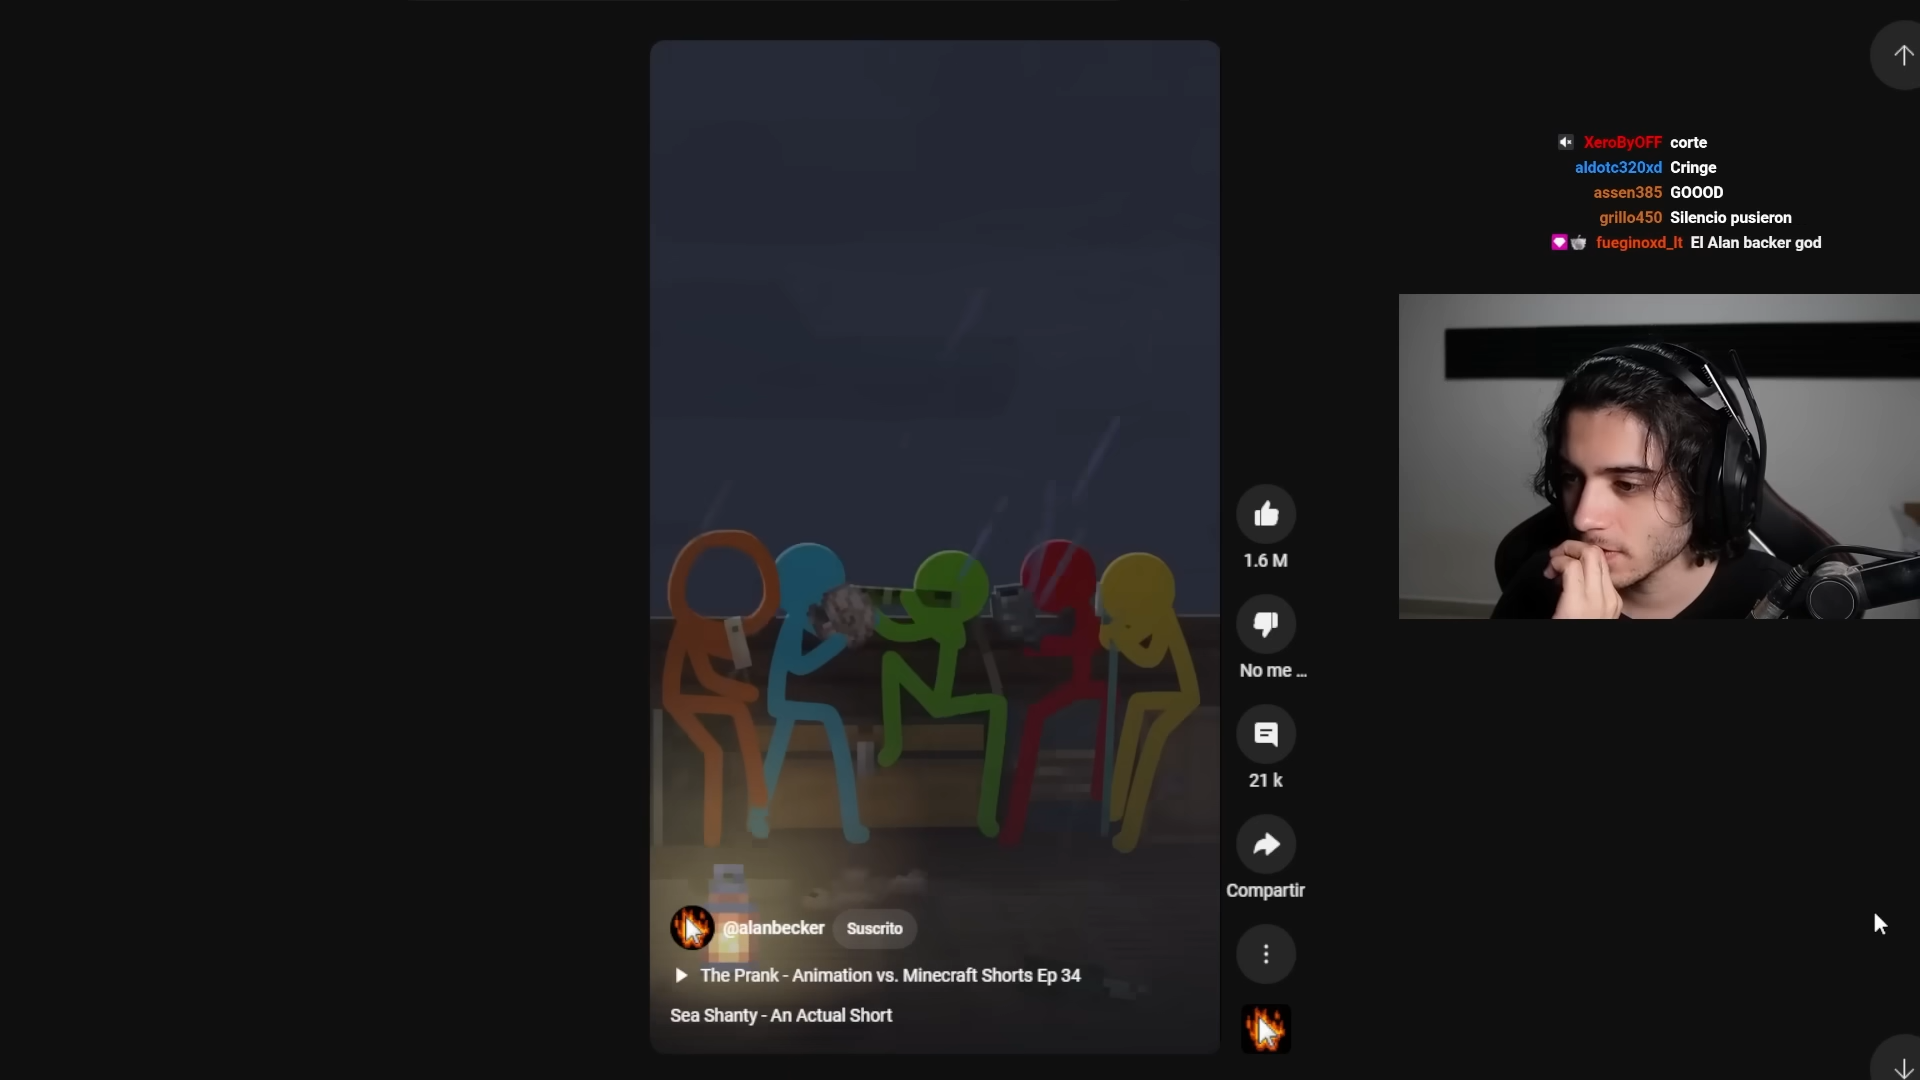 XeroByOFF corte
aldotc320xd Cringe
assen385 GOOOD
grillo450 Silencio pusieron
fueginoxd_lt El Alan backer god
1.6 M
No me ...
21 k
Compartir
@alanbecker Suscrito
The Prank - Animation vs. Minecraft Shorts Ep 34
Sea Shanty - An Actual Short